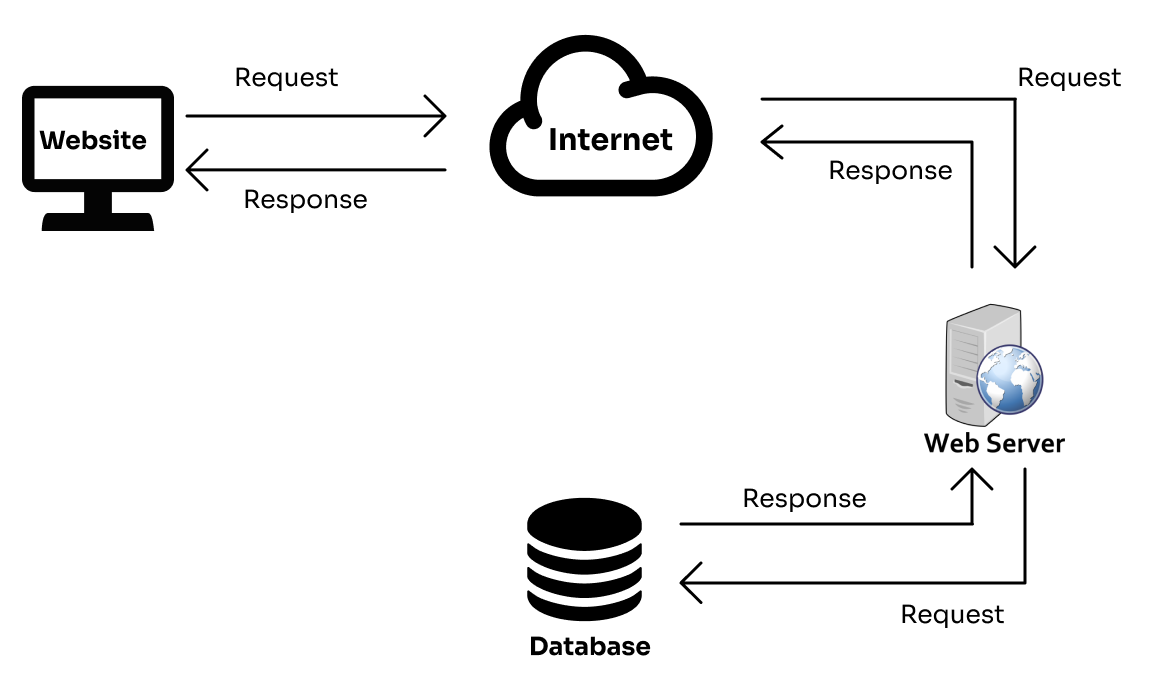 Request
Website
Response
Internet
Request
Response
Web Server
Response
Request
Database